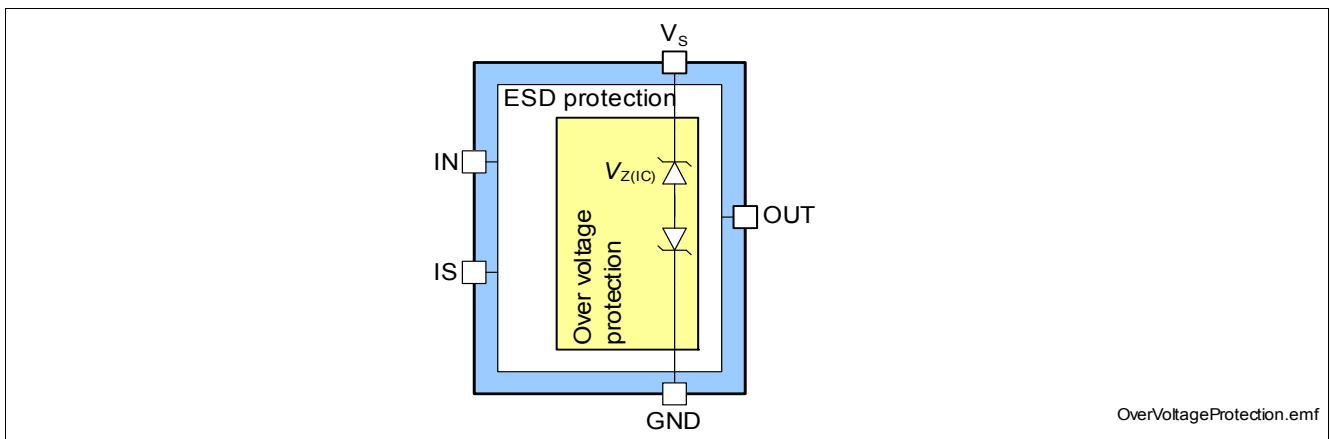 VS
ESD protection
IN
VZ(IC)
OUT
Over voltage
protection
IS
GND
OverVoltageProtection.emf